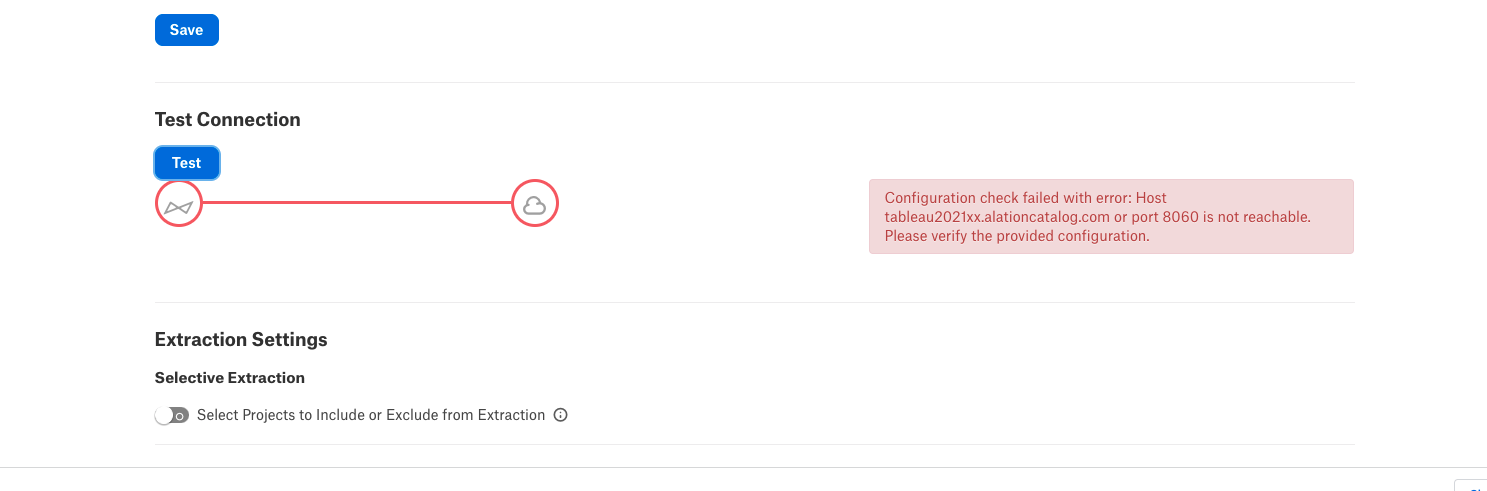 Save
Test Connection
Test
Configuration check failed with error: Host
tableau2021xx.alationcatalog.com or port 8060 is not reachable.
Please verify the provided configuration.
Extraction Settings
Selective Extraction
Select Projects to Include or Exclude from Extraction